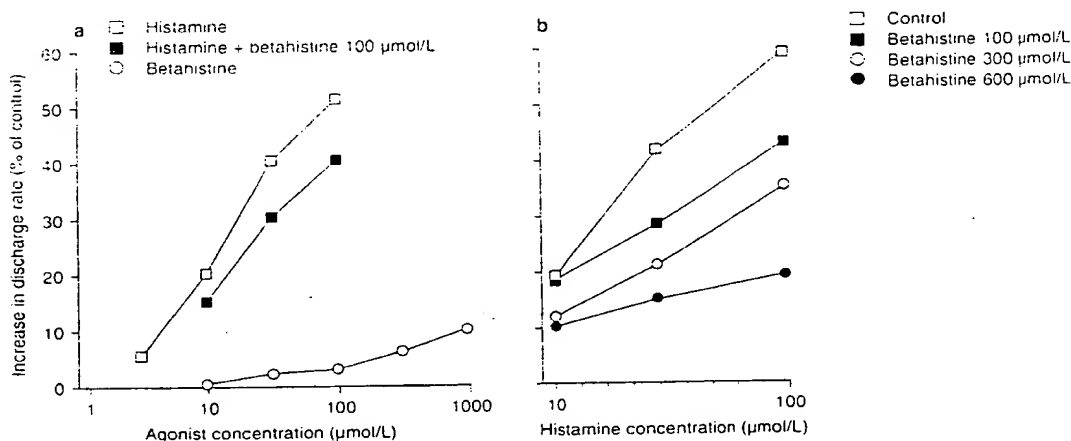 a
Histamine
Histamine + betahistine 100 µmol/L
Betahistine
Increase in discharge rate (% of control)
60
50
40
30
20
10
0
1
10
100
1000
Agonist concentration (µmol/L)
b
Control
Betahistine 100 µmol/L
Betahistine 300 µmol/L
Betahistine 600 µmol/L
10
100
Histamine concentration (µmol/L)